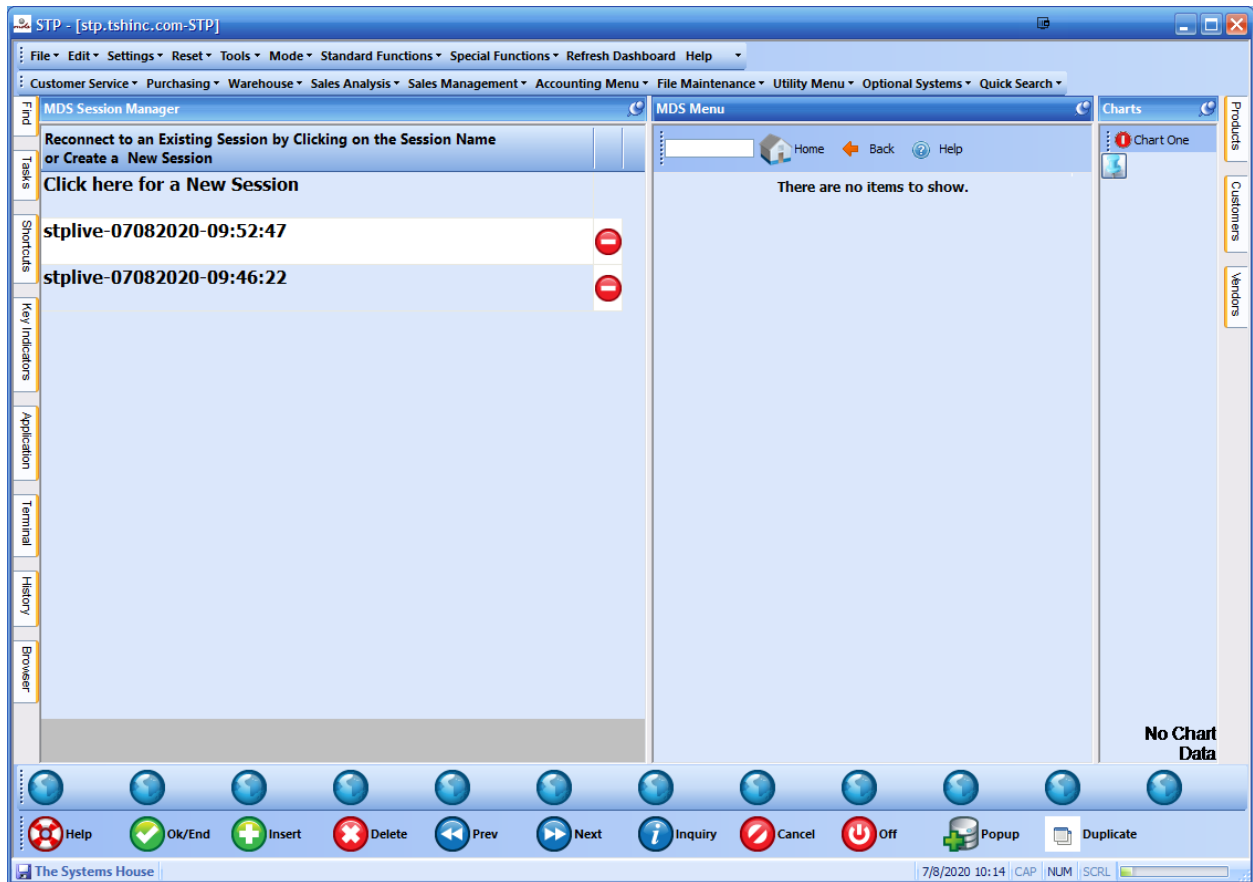 STP - [stp.tshinc.com-STP]
File Edit Settings Reset Tools Mode Standard Functions Special Functions Refresh Dashboard Help
Customer Service Purchasing Warehouse Sales Analysis Sales Management Accounting Menu File Maintenance Utility Menu Optional Systems Quick Search
Find
Tasks
Shortcuts
Key Indicators
Application
Terminal
History
Browser
MDS Session Manager
Reconnect to an Existing Session by Clicking on the Session Name
or Create a New Session
Click here for a New Session
stplive-07082020-09:52:47
stplive-07082020-09:46:22
MDS Menu
Home Back Help
There are no items to show.
Charts
Chart One
No Chart
Data
Products
Customers
Vendors
Help Ok/End Insert Delete Prev Next Inquiry Cancel Off Popup Duplicate
The Systems House 7/8/2020 10:14 CAP NUM SCRL